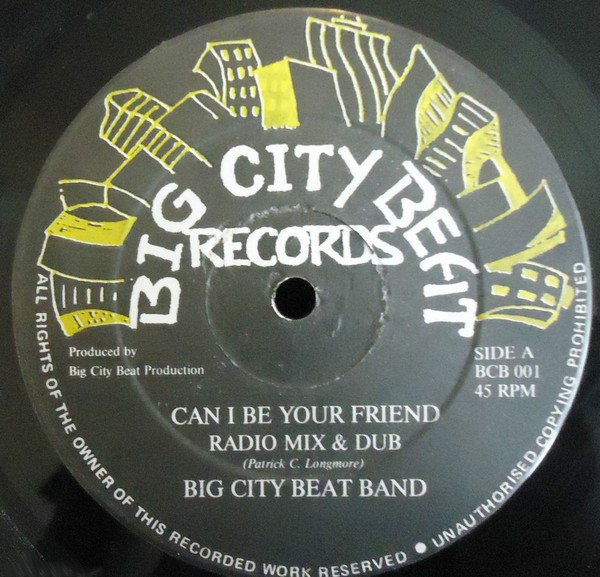 BIG CITY BEAT
RECORDS
Produced by
Big City Beat Production
SIDE A
BCB 001
45 RPM
CAN I BE YOUR FRIEND
RADIO MIX & DUB
(Patrick C. Longmore)
BIG CITY BEAT BAND
ALL RIGHTS OF THE OWNER OF THIS RECORDED WORK RESERVED ● UNAUTHORISED COPYING PROHIBITED